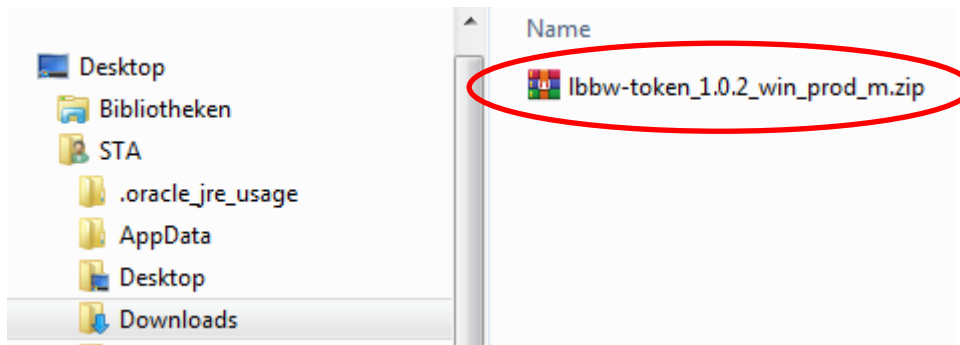 Desktop
Bibliotheken
STA
.oracle_jre_usage
AppData
Desktop
Downloads
Name
lbbw-token_1.0.2_win_prod_m.zip